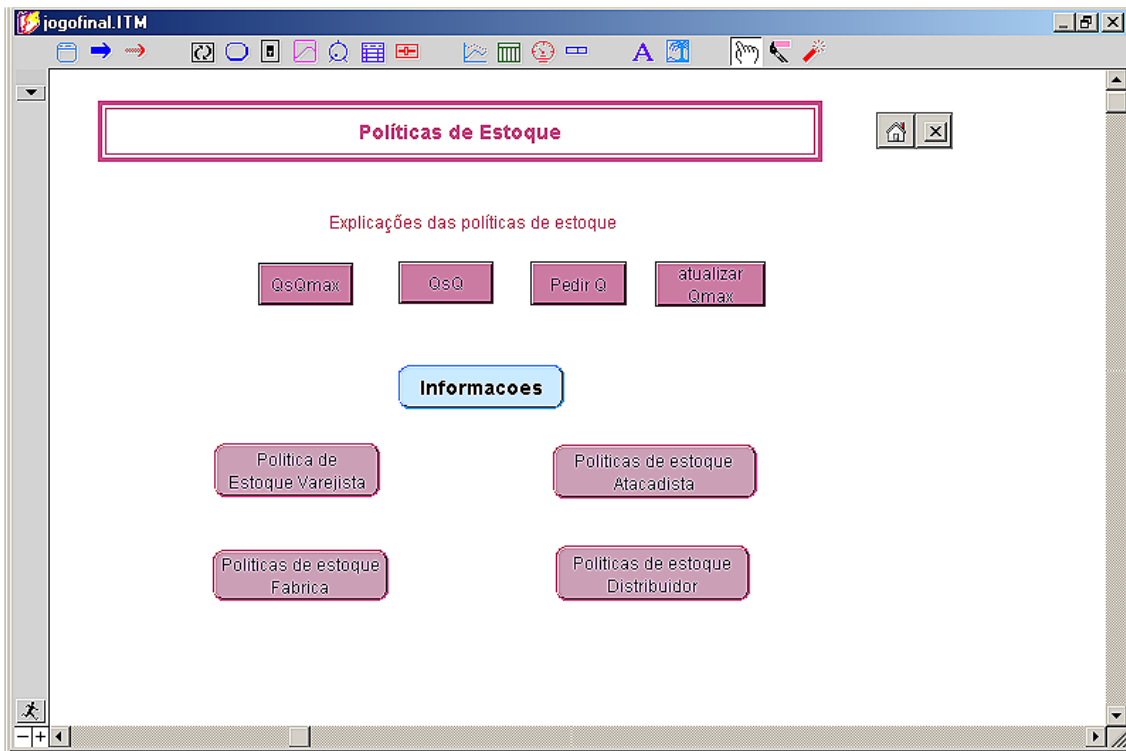 jogofinal.ITM
A
Políticas de Estoque
Explicações das políticas de estoque
QsQmax
QsQ
Pedir Q
atualizar
Qmax
Informacoes
Politica de
Estoque Varejista
Politicas de estoque
Atacadista
Politicas de estoque
Fabrica
Politicas de estoque
Distribuidor